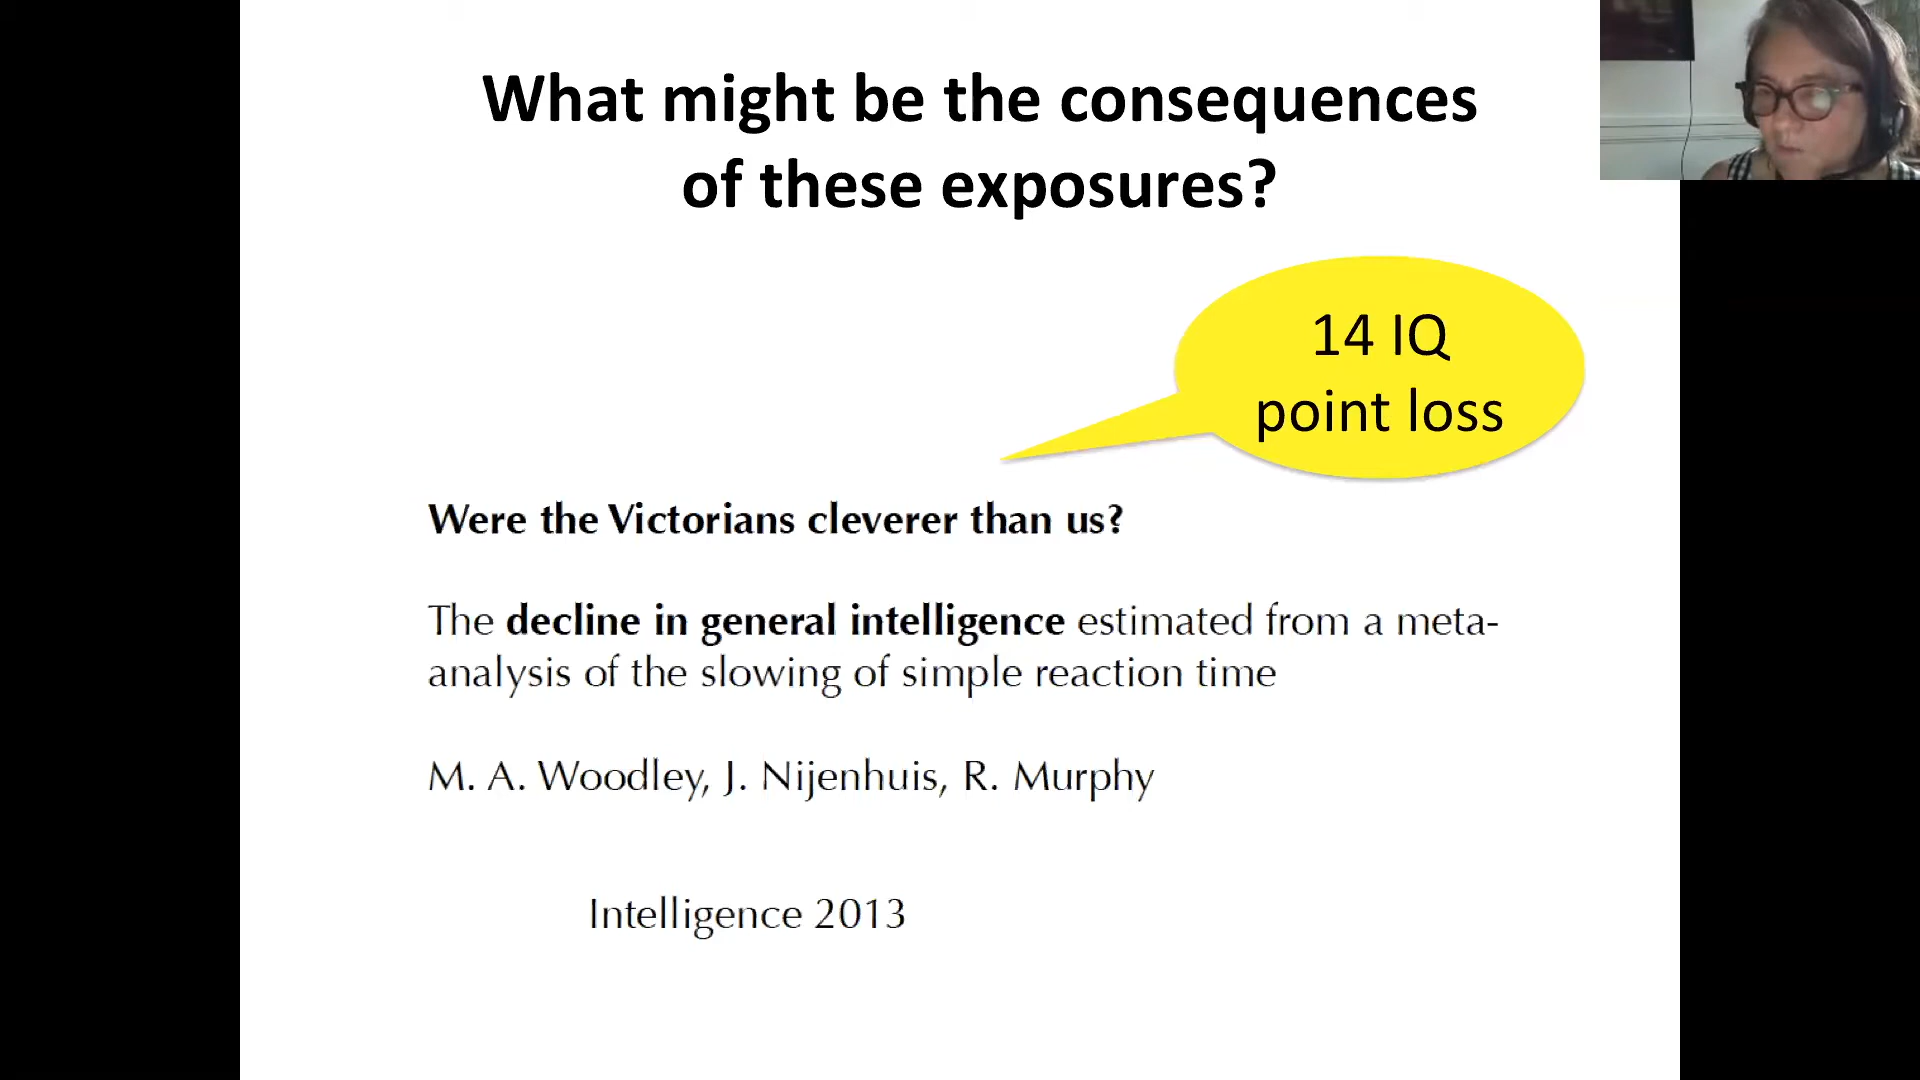 What might be the consequences
of these exposures?
14 IQ
point loss
Were the Victorians cleverer than us?
The decline in general intelligence estimated from a meta-
analysis of the slowing of simple reaction time
M. A. Woodley, J. Nijenhuis, R. Murphy
Intelligence 2013